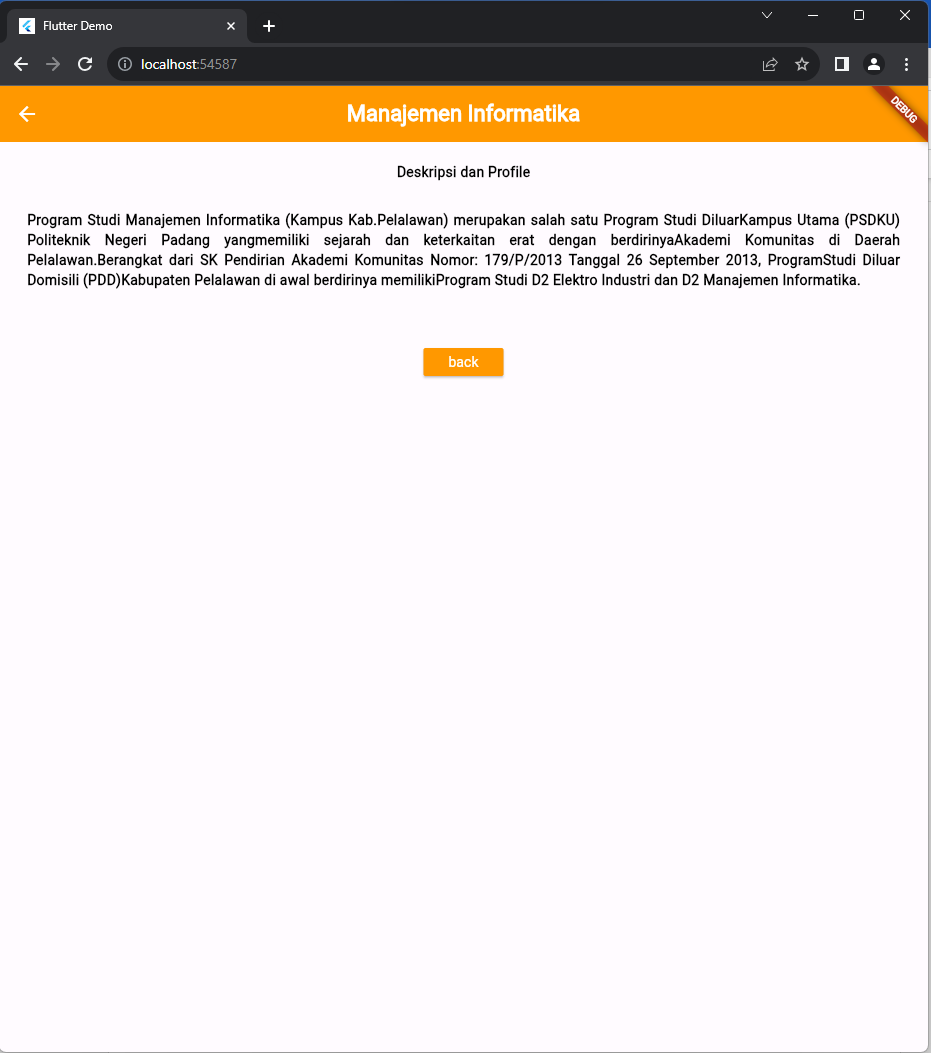 Flutter Demo
localhost:54587
Manajemen Informatika
DEBUG
Deskripsi dan Profile
Program Studi Manajemen Informatika (Kampus Kab.Pelalawan) merupakan salah satu Program Studi DiluarKampus Utama (PSDKU)
Politeknik Negeri Padang yangmemiliki sejarah dan keterkaitan erat dengan berdirinyaAkademi Komunitas di Daerah
Pelalawan.Berangkat dari SK Pendirian Akademi Komunitas Nomor: 179/P/2013 Tanggal 26 September 2013, ProgramStudi Diluar
Domisili (PDD)Kabupaten Pelalawan di awal berdirinya memilikiProgram Studi D2 Elektro Industri dan D2 Manajemen Informatika.
back